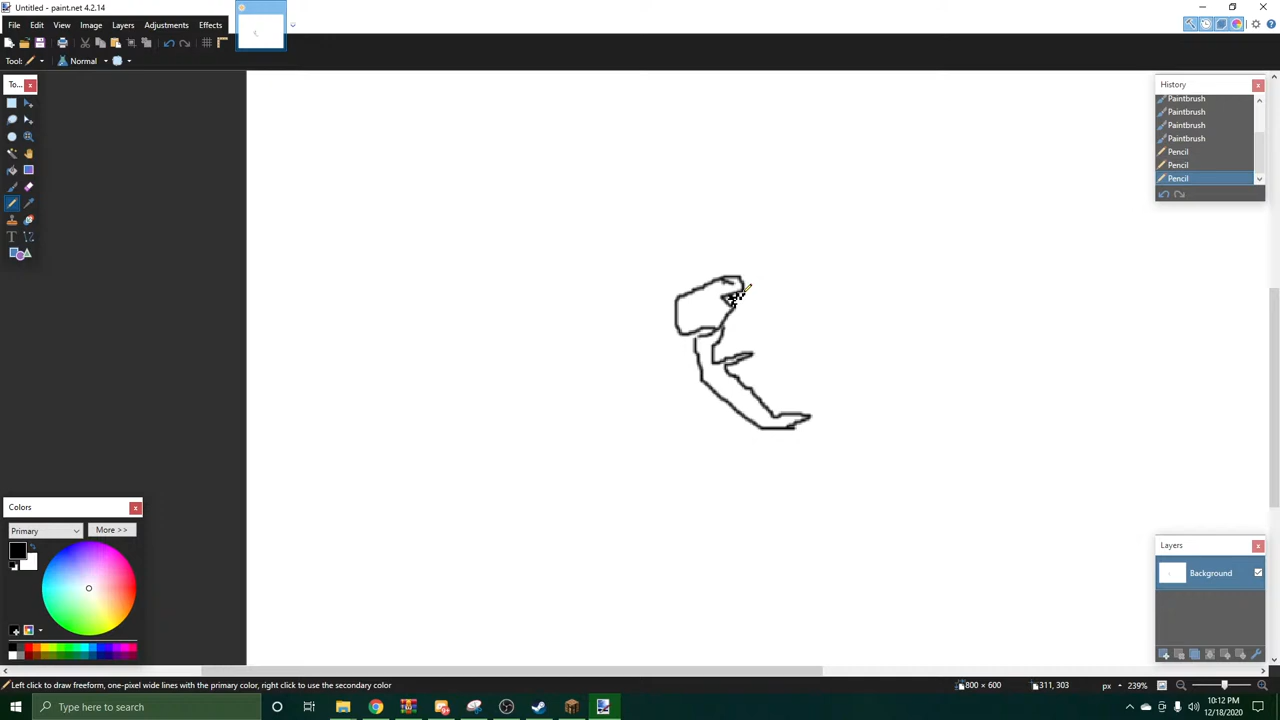 Untitled - paint.net 4.2.14
File Edit View Image Layers Adjustments Effects
Tool: Normal
To...
History
Paintbrush
Paintbrush
Paintbrush
Paintbrush
Pencil
Pencil
Pencil
Colors
Primary More >>
Layers
Background
Left click to draw freeform, one-pixel wide lines with the primary color, right click to use the secondary color
800 × 600 311, 303 px 239%
Type here to search
10:12 PM
12/18/2020